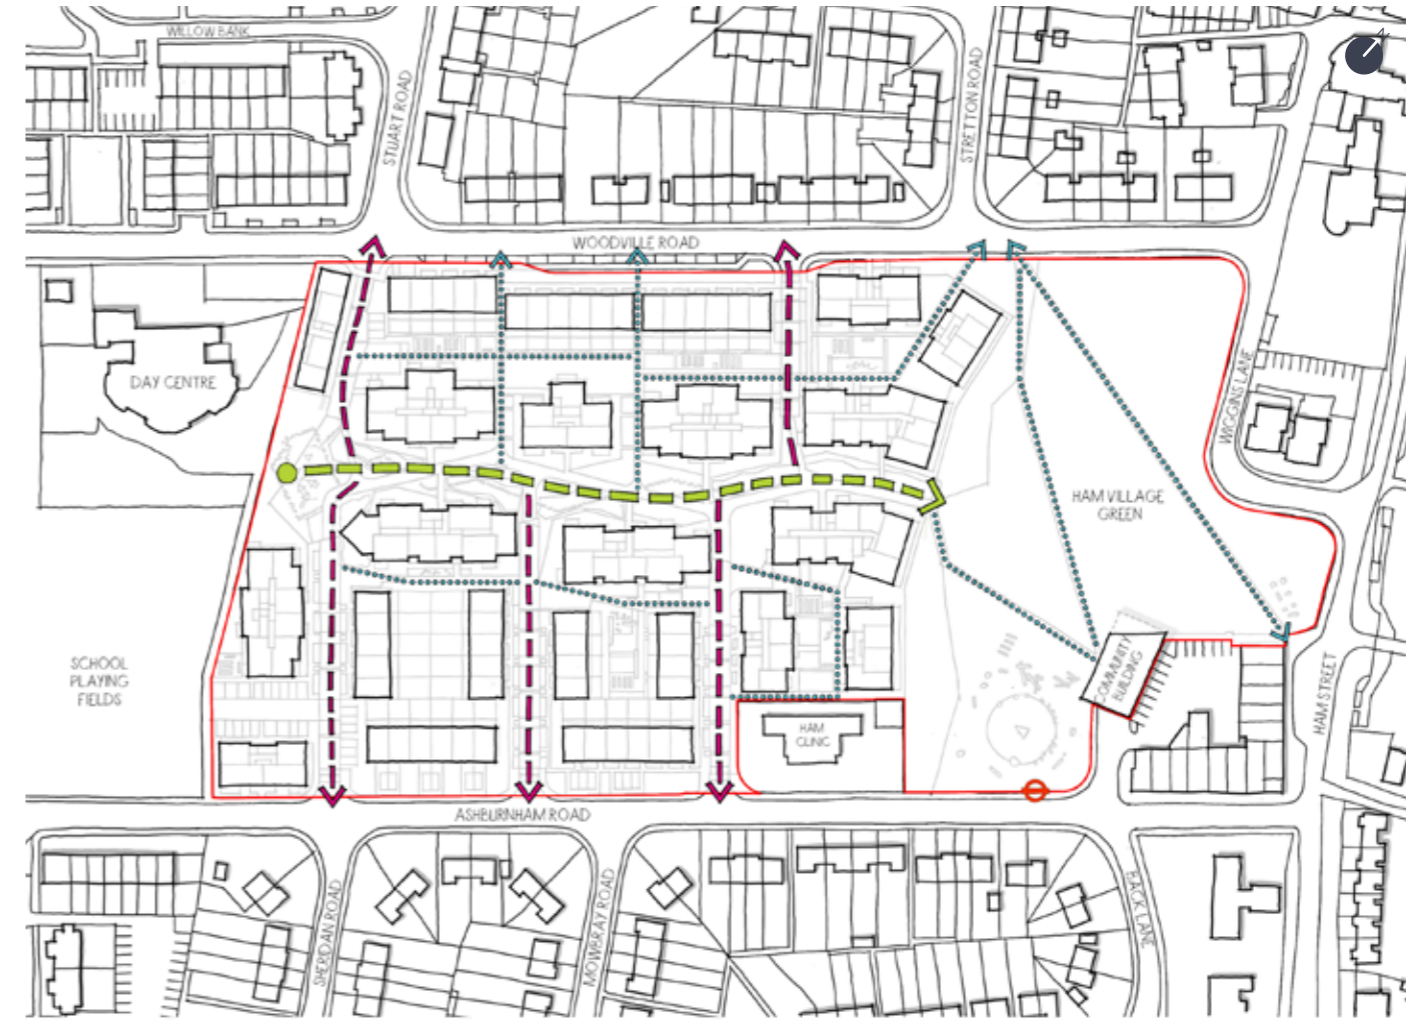 WILLOW BANK
STUART ROAD
STRETTON ROAD
WOODVILLE ROAD
DAY CENTRE
WIGGINS LANE
HAM VILLAGE
GREEN
SCHOOL
PLAYING
FIELDS
COMMUNITY
BUILDING
HAM STREET
HAM
CLINIC
ASHBURNHAM ROAD
SHERIDAN ROAD
MOWBRAY ROAD
BACK LANE